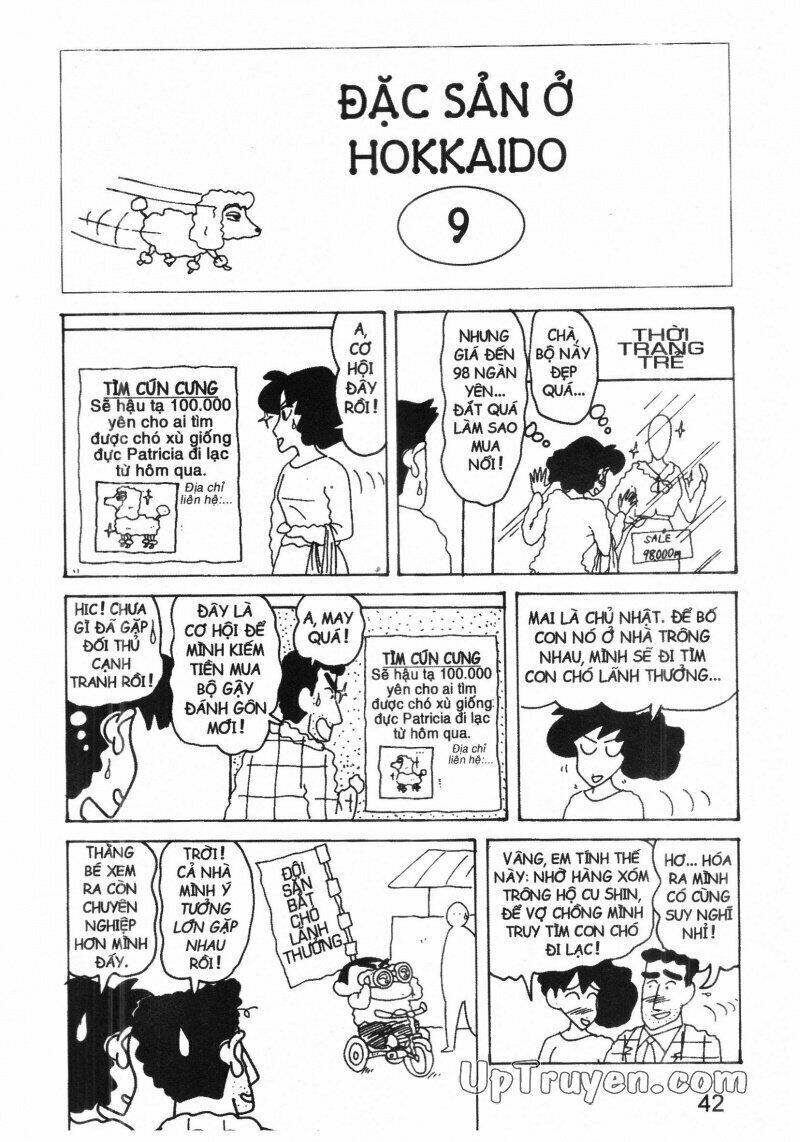 ĐẶC SẢN Ở
HOKKAIDO
9
THỜI
TRANG
TRẺ
CHÀ,
BỘ NÀY
ĐẸP
QUÁ...
NHƯNG
GIÁ ĐẾN
98 NGÀN
YÊN...
ĐẮT QUÁ
LÀM SAO
MUA
NỔI!
SALE
98.000
A,
CƠ
HỘI
ĐÂY
RỒI!
TÌM CÚN CƯNG
Sẽ hậu tạ 100.000
yên cho ai tìm
được chó xù giống
đực Patricia đi lạc
từ hôm qua.
Địa chỉ
liên hệ:...
MAI LÀ CHỦ NHẬT. ĐỂ BỐ
CON NÓ Ở NHÀ TRÔNG
NHAU, MÌNH SẼ ĐI TÌM
CON CHÓ LÃNH THƯỞNG...
A, MAY
QUÁ!
TÌM CÚN CƯNG
Sẽ hậu tạ 100.000
yên cho ai tìm
được chó xù giống
đực Patricia đi lạc
từ hôm qua.
Địa chỉ
liên hệ:...
ĐÂY LÀ
CƠ HỘI ĐỂ
MÌNH KIẾM
TIỀN MUA
BỘ GẬY
ĐÁNH GÔN
MỚI!
HIC! CHƯA
GÌ ĐÃ GẶP
ĐỐI THỦ
CẠNH
TRANH RỒI!
HƠ... HÓA
RA MÌNH
CÓ CÙNG
SUY NGHĨ
NHỈ!
VÂNG, EM TÍNH THẾ
NÀY: NHỜ HÀNG XÓM
TRÔNG HỘ CU SHIN,
ĐỂ VỢ CHỒNG MÌNH
TRUY TÌM CON CHÓ
ĐI LẠC!
ĐỘI
SĂN
BẮT
CHÓ
LÃNH
THƯỞNG
TRỜI!
CẢ NHÀ
MÌNH Ý
TƯỞNG
LỚN GẶP
NHAU
RỒI!
THẰNG
BÉ XEM
RA CÒN
CHUYÊN
NGHIỆP
HƠN MÌNH
ĐẤY.
UpTruyen.com
42